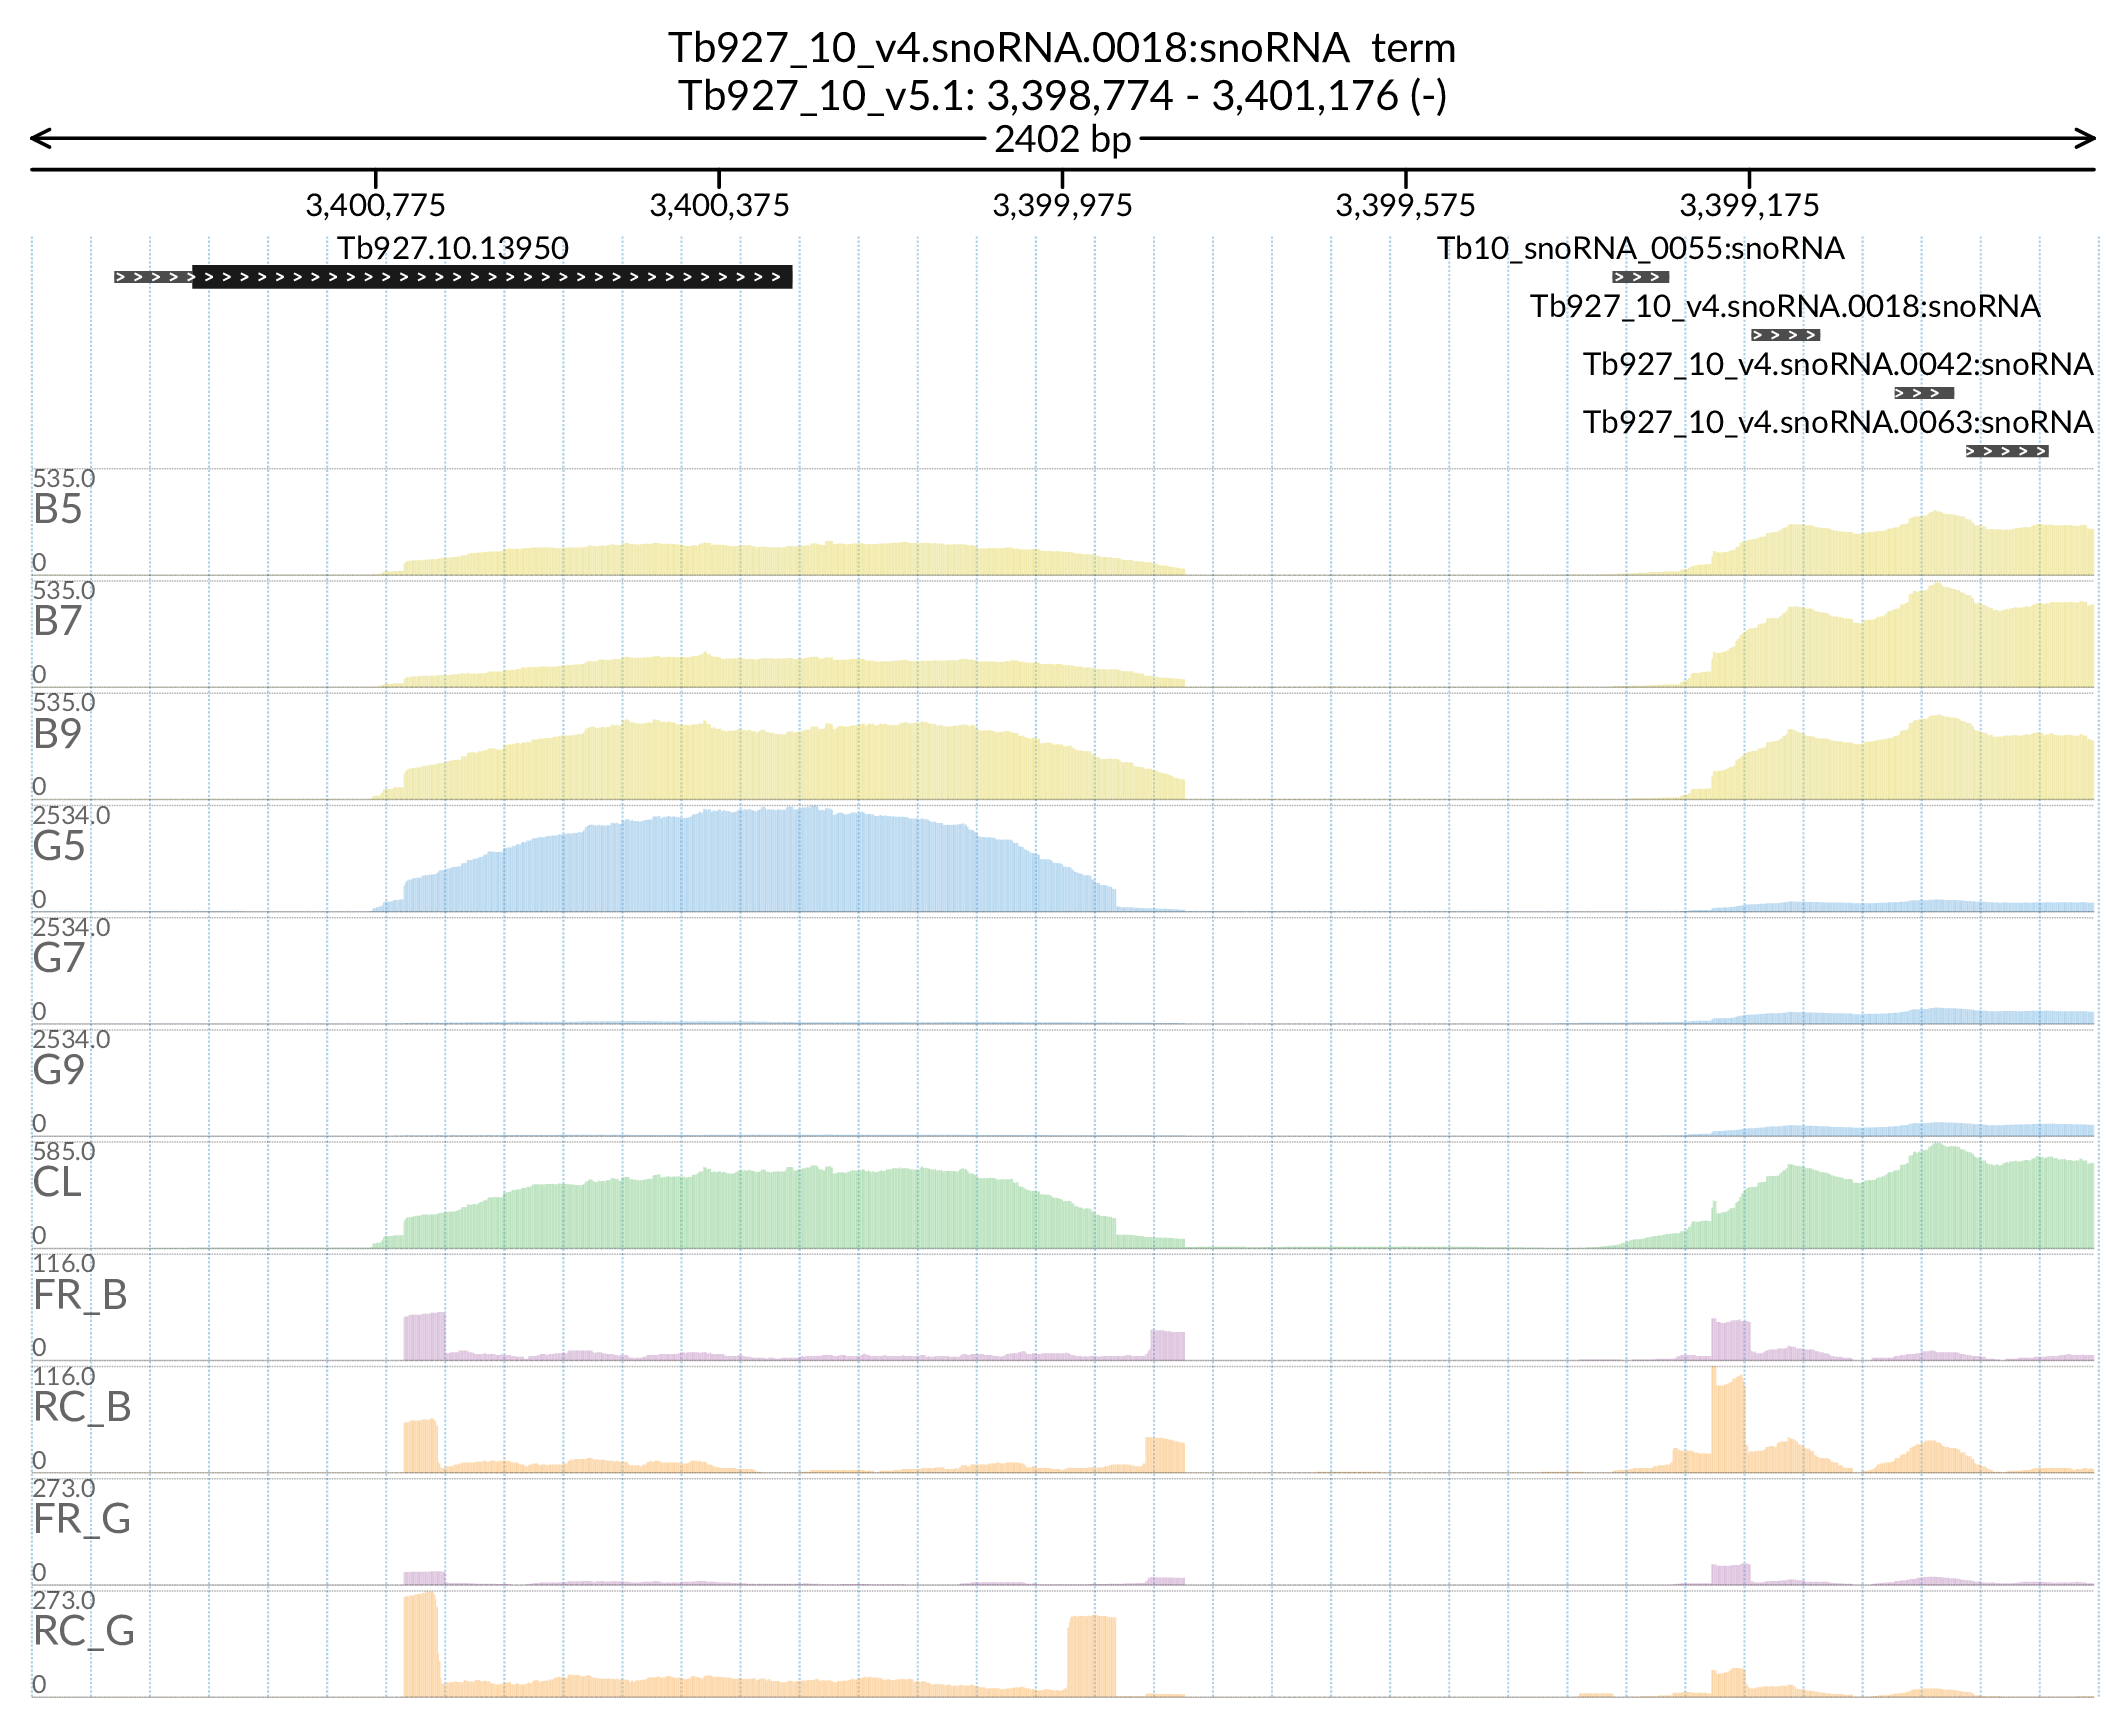 Tb927_10_v4.snoRNA.0018:snoRNA term
Tb927_10_v5.1: 3,398,774 - 3,401,176 (-)
2402 bp
3,400,775 3,400,375 3,399,975 3,399,575 3,399,175
Tb927.10.13950 Tb10_snoRNA_0055:snoRNA
Tb927_10_v4.snoRNA.0018:snoRNA
Tb927_10_v4.snoRNA.0042:snoRNA
Tb927_10_v4.snoRNA.0063:snoRNA
535.0
B5
0
535.0
B7
0
535.0
B9
0
2534.0
G5
0
2534.0
G7
0
2534.0
G9
0
585.0
CL
0
116.0
FR_B
0
116.0
RC_B
0
273.0
FR_G
0
273.0
RC_G
0